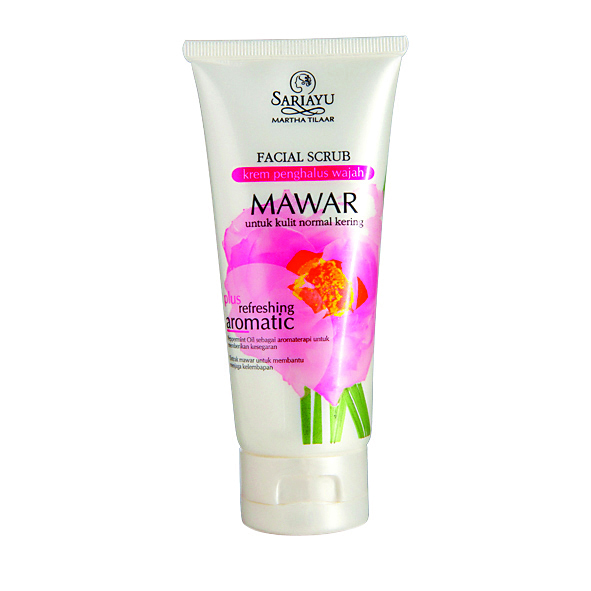 SARIAYU
MARTHA TILAAR
FACIAL SCRUB
krem penghalus wajah
MAWAR
untuk kulit normal kering
plus
refreshing
aromatic
Oil sebagai aromaterapi untuk
kesegaran
mawar untuk membantu
kelembapan